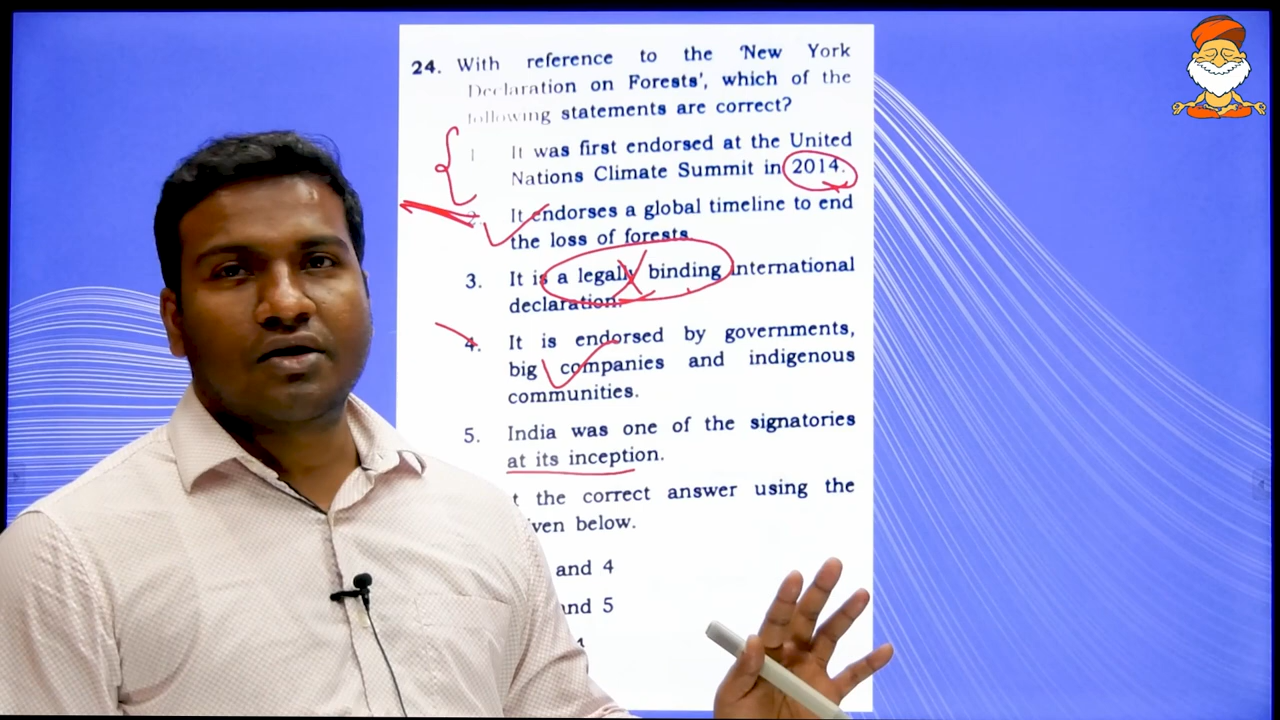 24. With reference to the 'New York
Declaration on Forests', which of the
following statements are correct?
1 It was first endorsed at the United
Nations Climate Summit in 2014.
2. It endorses a global timeline to end
the loss of forests.
3. It is a legally binding international
declaration.
4. It is endorsed by governments,
big companies and indigenous
communities.
5. India was one of the signatories
at its inception.
t the correct answer using the
ven below.
and 4
nd 5